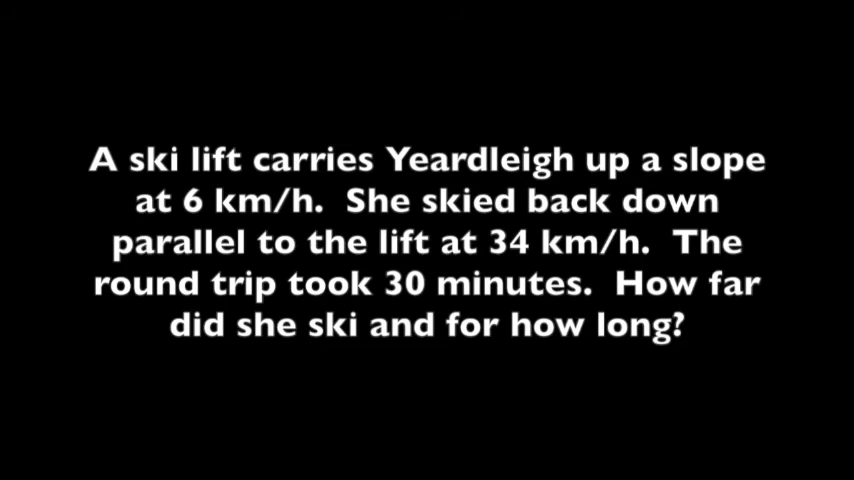 A ski lift carries Yeardleigh up a slope
at 6 km/h.  She skied back down
parallel to the lift at 34 km/h.  The
round trip took 30 minutes.  How far
did she ski and for how long?